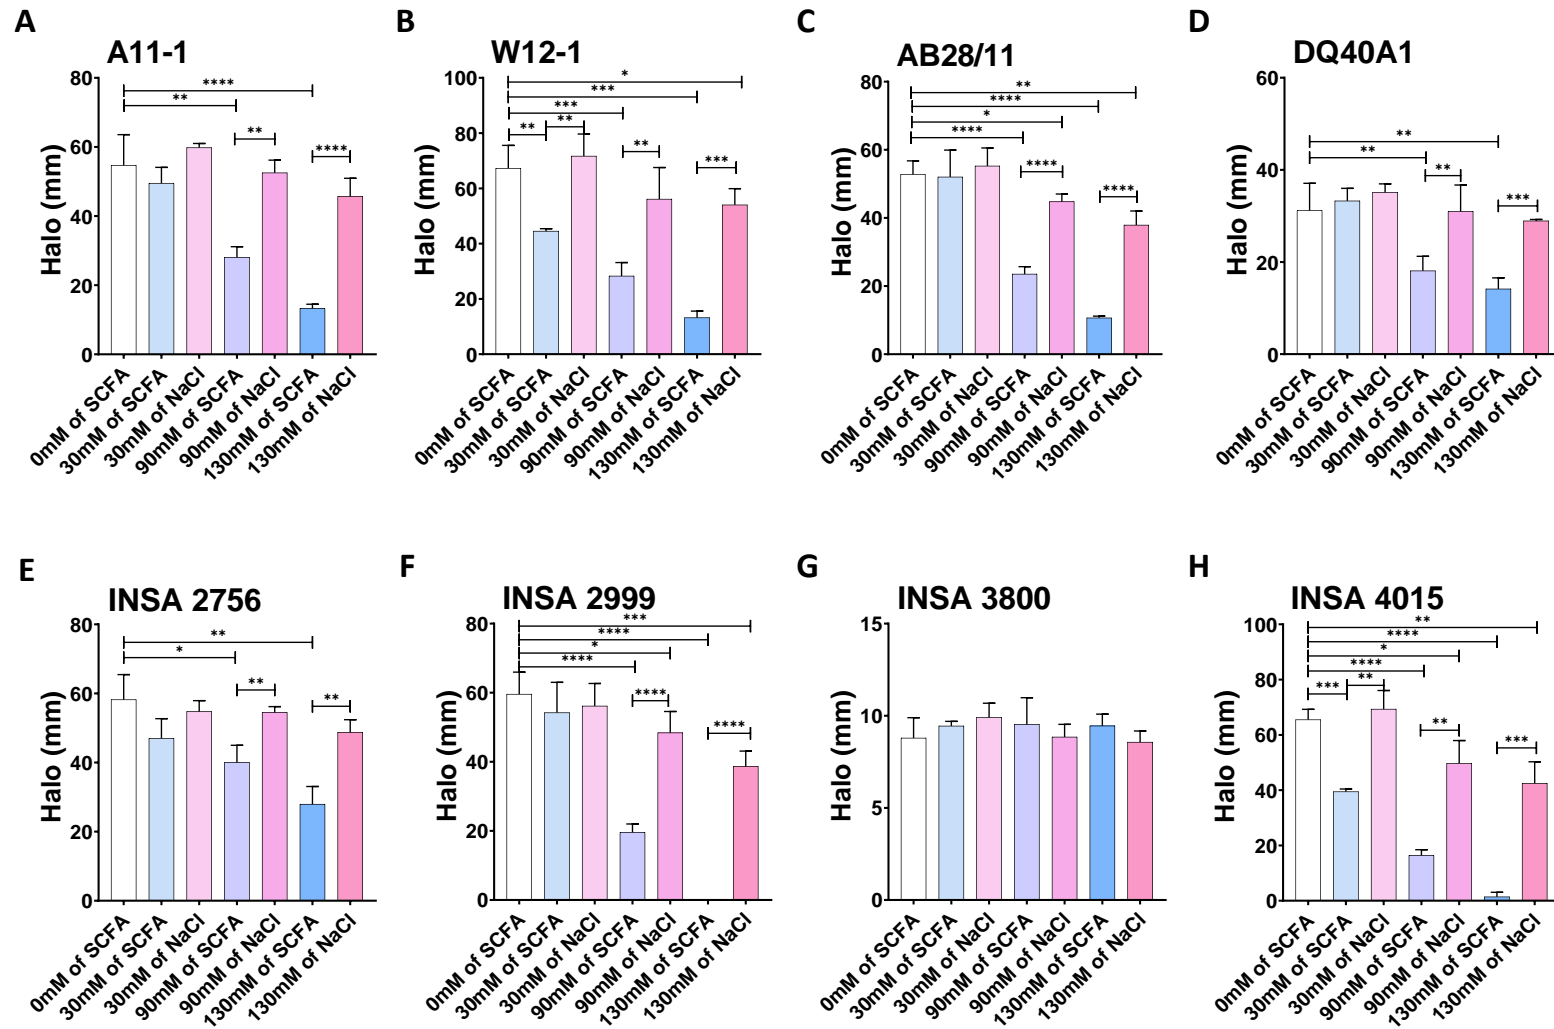 A
A11-1
Halo (mm)
80
60
40
20
0
****
**
**
****
0mM of SCFA
30mM of SCFA
30mM of NaCl
90mM of SCFA
90mM of NaCl
130mM of SCFA
130mM of NaCl
B
W12-1
Halo (mm)
100
80
60
40
20
0
*
***
***
**
**
**
***
0mM of SCFA
30mM of SCFA
30mM of NaCl
90mM of SCFA
90mM of NaCl
130mM of SCFA
130mM of NaCl
C
AB28/11
Halo (mm)
80
60
40
20
0
**
****
*
****
****
****
0mM of SCFA
30mM of SCFA
30mM of NaCl
90mM of SCFA
90mM of NaCl
130mM of SCFA
130mM of NaCl
D
DQ40A1
Halo (mm)
60
40
20
0
**
**
**
***
0mM of SCFA
30mM of SCFA
30mM of NaCl
90mM of SCFA
90mM of NaCl
130mM of SCFA
130mM of NaCl
E
INSA 2756
Halo (mm)
80
60
40
20
0
**
*
**
**
0mM of SCFA
30mM of SCFA
30mM of NaCl
90mM of SCFA
90mM of NaCl
130mM of SCFA
130mM of NaCl
F
INSA 2999
Halo (mm)
80
60
40
20
0
***
****
*
****
****
****
0mM of SCFA
30mM of SCFA
30mM of NaCl
90mM of SCFA
90mM of NaCl
130mM of SCFA
130mM of NaCl
G
INSA 3800
Halo (mm)
15
10
5
0
0mM of SCFA
30mM of SCFA
30mM of NaCl
90mM of SCFA
90mM of NaCl
130mM of SCFA
130mM of NaCl
H
INSA 4015
Halo (mm)
100
80
60
40
20
0
**
****
*
****
**
***
**
***
0mM of SCFA
30mM of SCFA
30mM of NaCl
90mM of SCFA
90mM of NaCl
130mM of SCFA
130mM of NaCl